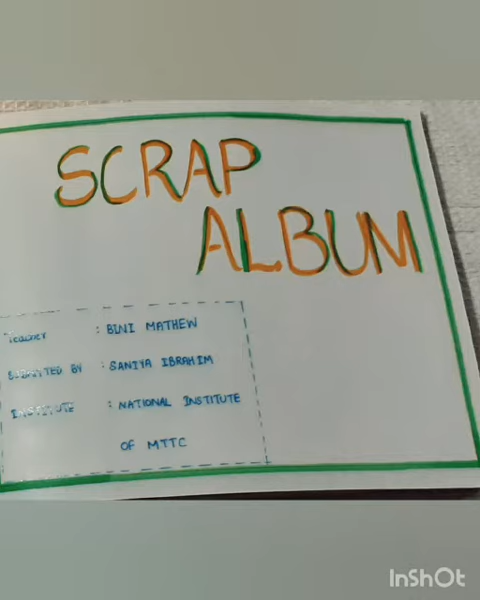 SCRAP
ALBUM
Teacher : BINI MATHEW
SUBMITTED BY : SANIYA IBRAHIM
INSTITUTE : NATIONAL INSTITUTE
OF MTTC
InShOt